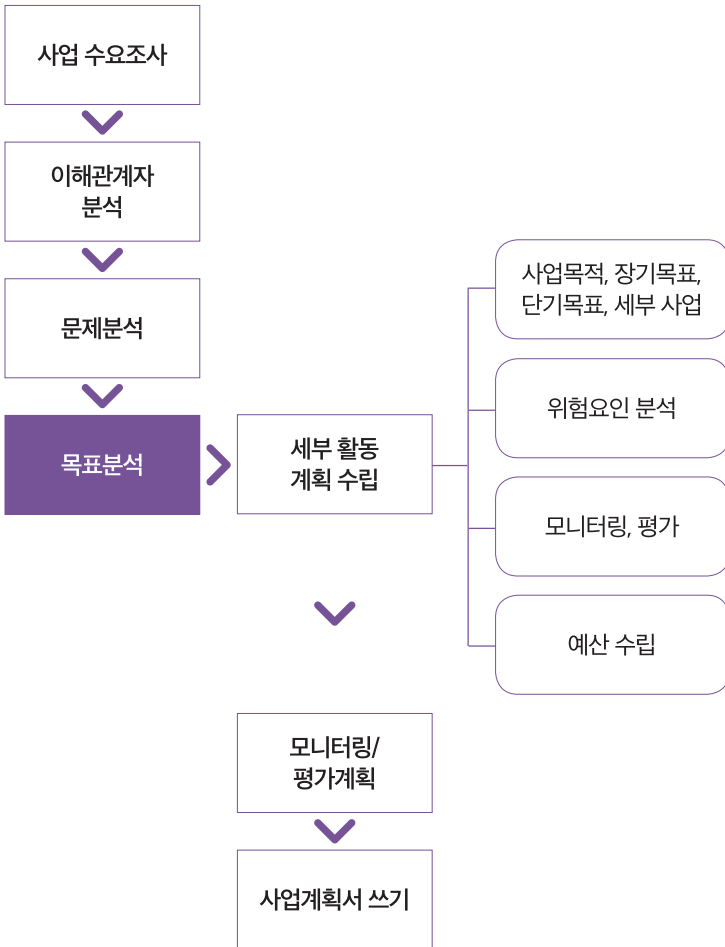 사업 수요조사
이해관계자
분석
문제분석
목표분석
세부 활동
계획 수립
사업목적, 장기목표,
단기목표, 세부 사업
위험요인 분석
모니터링, 평가
예산 수립
모니터링/
평가계획
사업계획서 쓰기